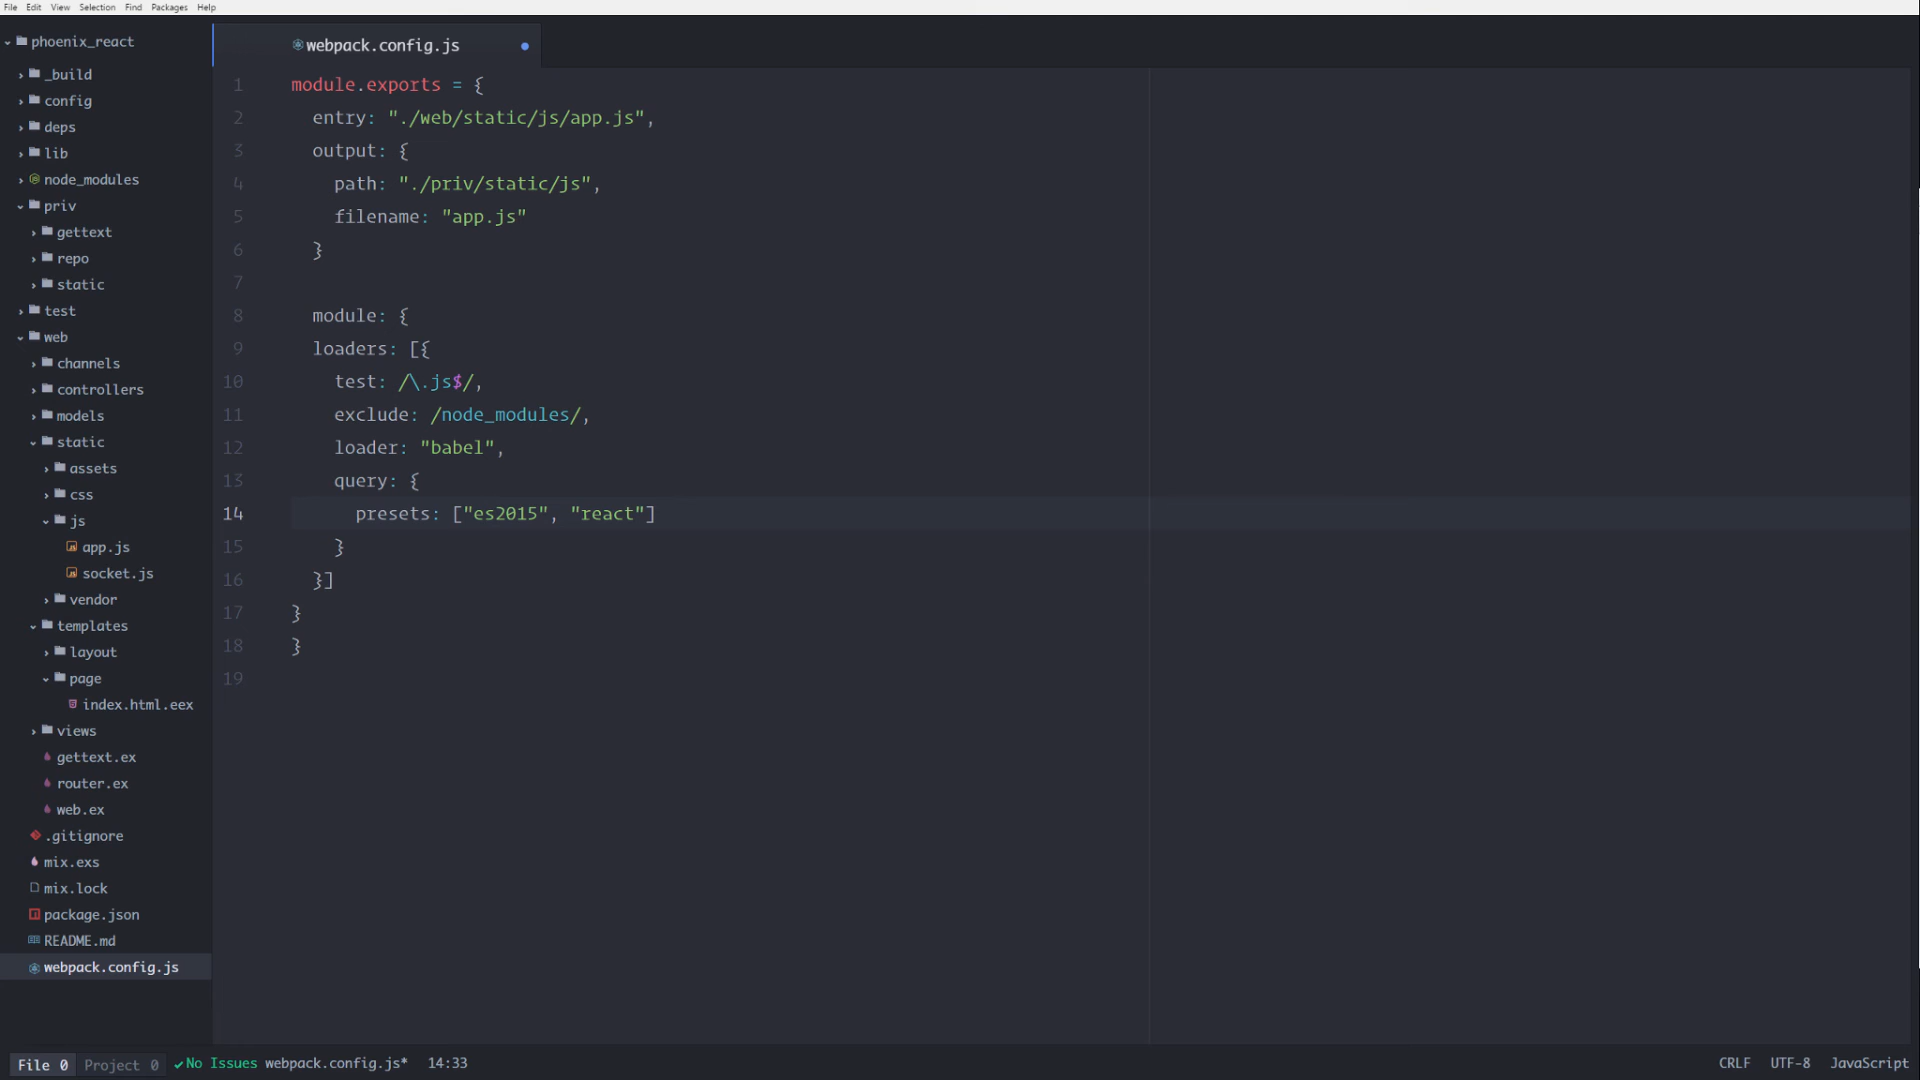 File Edit View Selection Find Packages Help
phoenix_react
_build
config
deps
lib
node_modules
priv
gettext
repo
static
test
web
channels
controllers
models
static
assets
css
js
app.js
socket.js
vendor
templates
layout
page
index.html.eex
views
gettext.ex
router.ex
web.ex
.gitignore
mix.exs
mix.lock
package.json
README.md
webpack.config.js
webpack.config.js
1 module.exports = {
2 entry: "./web/static/js/app.js",
3 output: {
4 path: "./priv/static/js",
5 filename: "app.js"
6 }
7
8 module: {
9 loaders: [{
10 test: /\.js$/,
11 exclude: /node_modules/,
12 loader: "babel",
13 query: {
14 presets: ["es2015", "react"]
15 }
16 }]
17 }
18 }
19
File 0 Project 0 No Issues webpack.config.js* 14:33 CRLF UTF-8 JavaScript